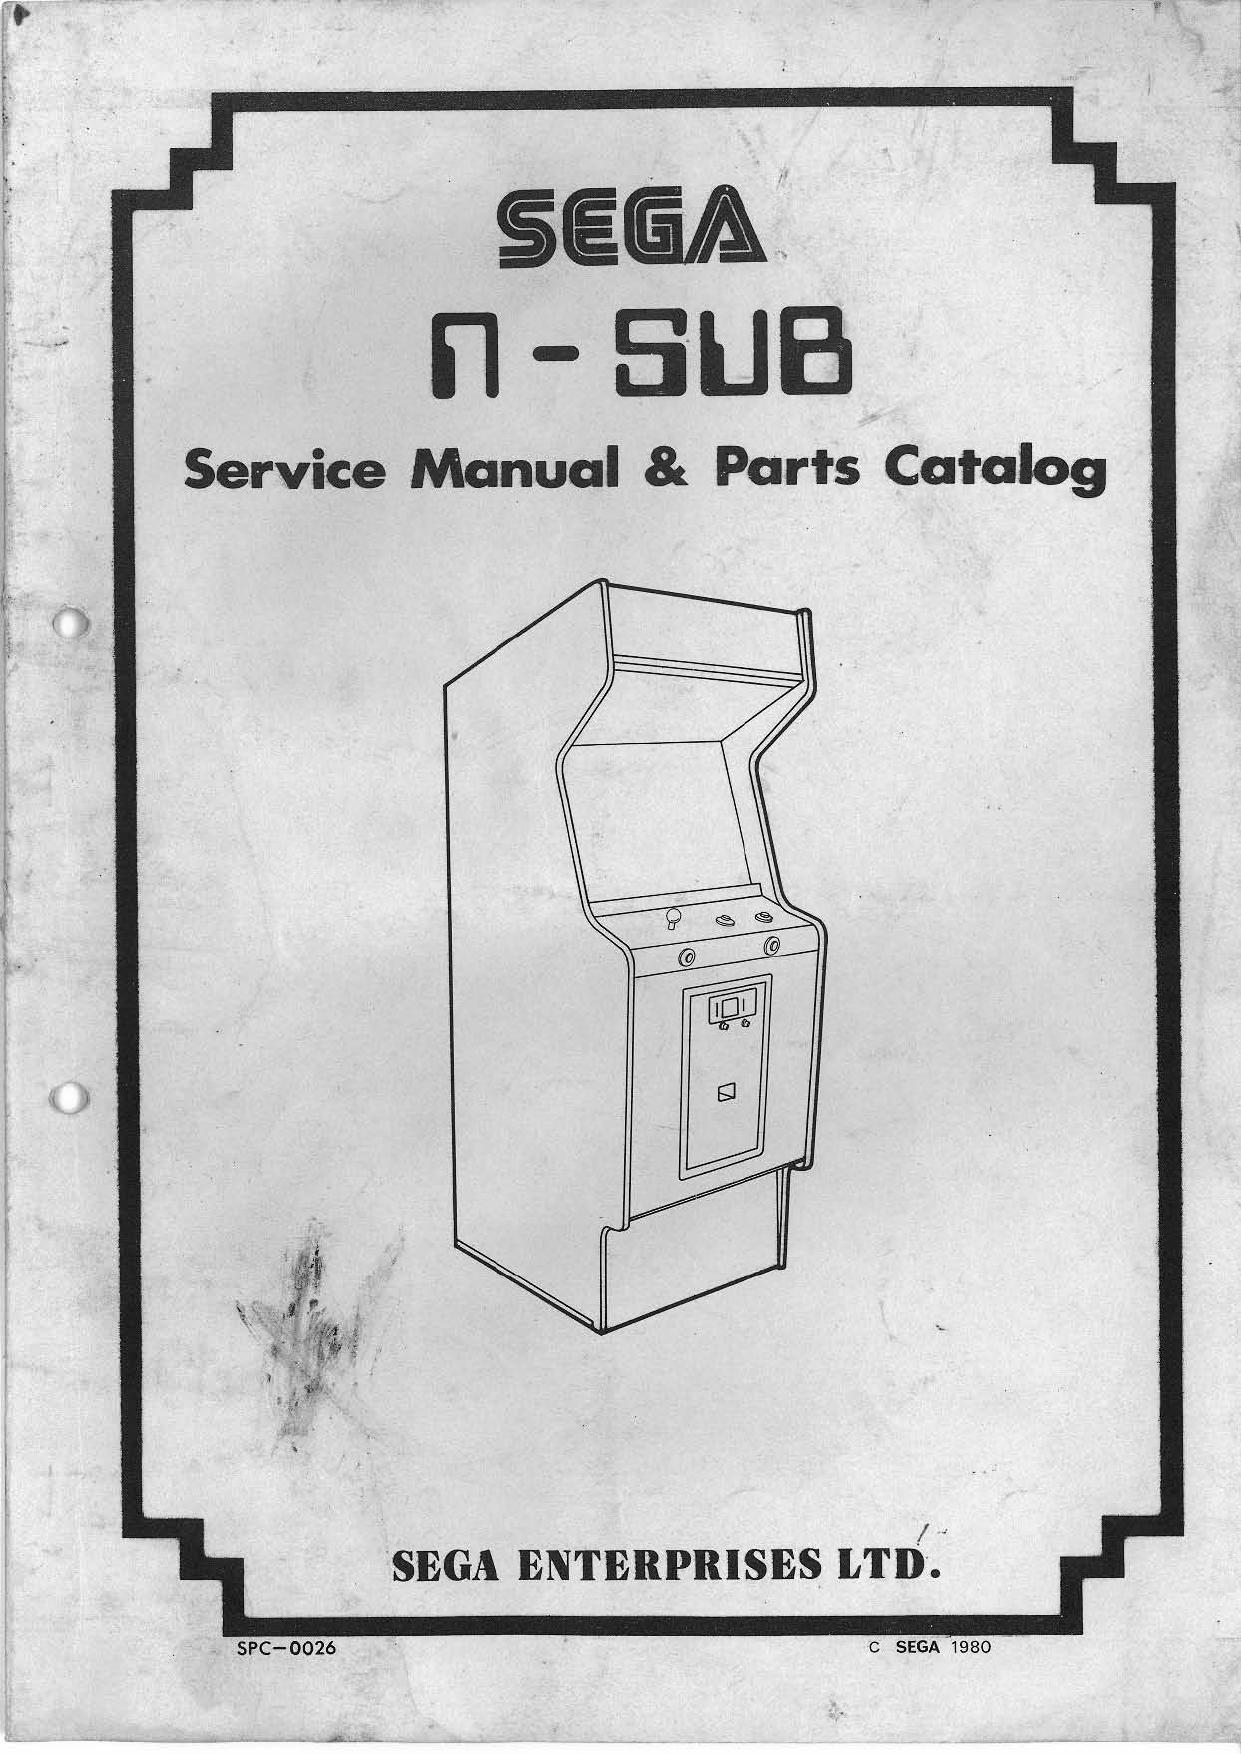 SEGA
n-SUB
Service Manual & Parts Catalog
SEGA ENTERPRISES LTD.
SPC-0026
C SEGA 1980